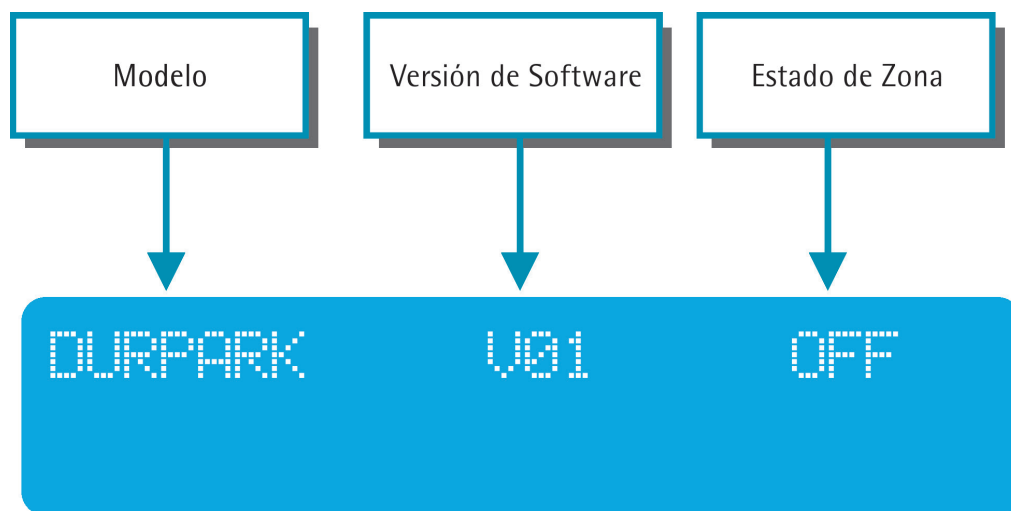 Modelo
Versión de Software
Estado de Zona
DURPARK V01 OFF